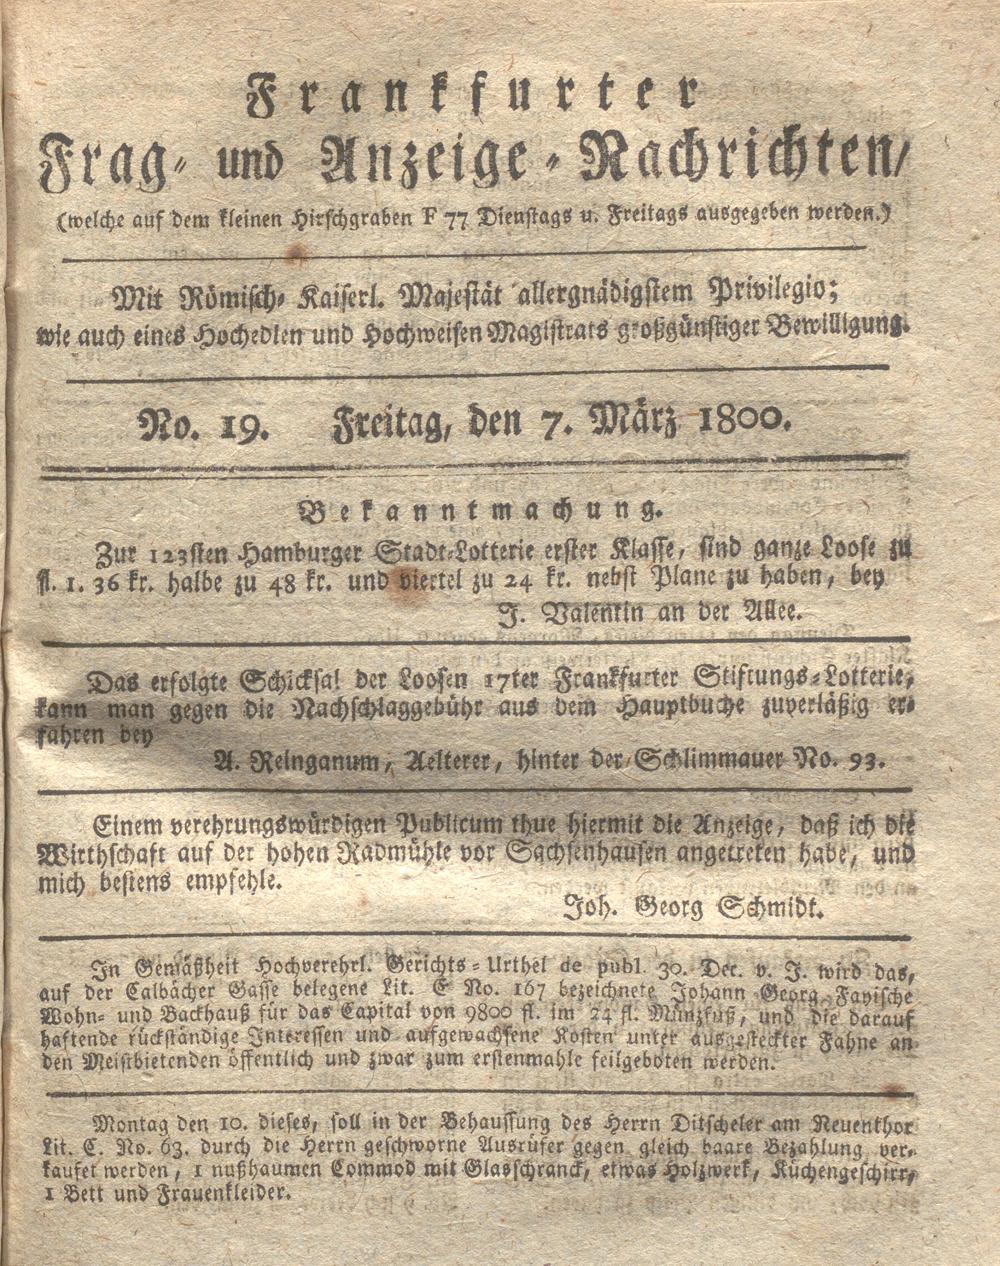 Frankfurter
Frag- und Anzeige-Nachrichten/
(welche auf dem kleinen Hirschgraben F 77 Dienstags u. Freitags ausgegeben werden.)
Mit Römisch- Kaiserl. Majestät allergnädigstem Privilegio;
wie auch eines Hochedlen und Hochweisen Magistrats großgünstiger Bewilligung.
No. 19. Freitag, den 7. März 1800.
Bekanntmachung.
Zur 123sten Hamburger Stadt-Lotterie erster Klasse, sind ganze Loose zu
fl. 1. 36 kr. halbe zu 48 kr. und viertel zu 24 kr. nebst Plane zu haben, bey
J. Valentin an der Allee.
Das erfolgte Schicksal der Loosen 17ter Frankfurter Stiftungs-Lotterie,
kann man gegen die Nachschlaggebühr aus dem Hauptbuche zuverläßig er-
fahren bey
A. Reinganum, Aelterer, hinter der Schlimmauer No. 93.
Einem verehrungswürdigen Publicum thue hiermit die Anzeige, daß ich die
Wirthschaft auf der hohen Radmühle vor Sachsenhausen angetreten habe, und
mich bestens empfehle.
Joh. Georg Schmidt.
In Gemäßheit Hochverehrl. Gerichts-Urthel de publ. 30. Dec. v. J. wird das,
auf der Calbächer Gasse belegene Lit. E No. 167 bezeichnete Johann Georg Fayische
Wohn- und Backhauß für das Capital von 9800 fl. im 24 fl. Münzfuß, und die darauf
haftende rückständige Interessen und aufgewachsene Kosten unter ausgesteckter Fahne an
den Meistbietenden öffentlich und zwar zum erstenmahle feilgeboten werden.
Montag den 10. dieses, soll in der Behaussung des Herrn Ditscheler am Neuenthor
Lit. C. No. 63. durch die Herrn geschworne Ausrüfer gegen gleich baare Bezahlung ver-
kaufet werden, 1 nußbaumen Commod mit Glasschranck, etwas Holzwerk, Küchengeschirr,
1 Bett und Frauenkleider.